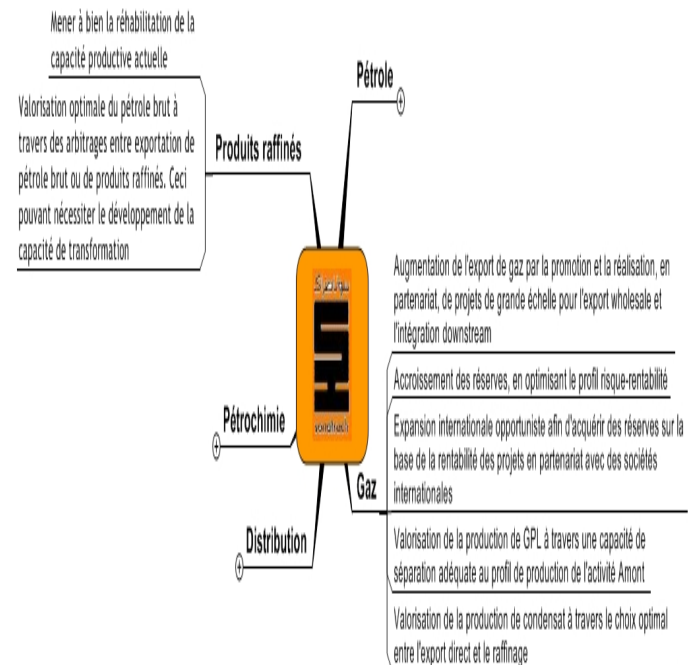 Mener à bien la réhabilitation de la
capacité productive actuelle
Valorisation optimale du pétrole brut à
travers des arbitrages entre exportation de
pétrole brut ou de produits raffinés. Ceci
pouvant nécessiter le développement de la
capacité de transformation
Produits raffinés
Pétrole
سوناطراك
sonatrach
Pétrochimie
Distribution
Gaz
Augmentation de l'export de gaz par la promotion et la réalisation, en
partenariat, de projets de grande échelle pour l'export wholesale et
l'intégration downstream
Accroissement des réserves, en optimisant le profil risque-rentabilité
Expansion internationale opportuniste afin d'acquérir des réserves sur la
base de la rentabilité des projets en partenariat avec des sociétés
internationales
Valorisation de la production de GPL à travers une capacité de
séparation adéquate au profil de production de l'activité Amont
Valorisation de la production de condensat à travers le choix optimal
entre l'export direct et le raffinage